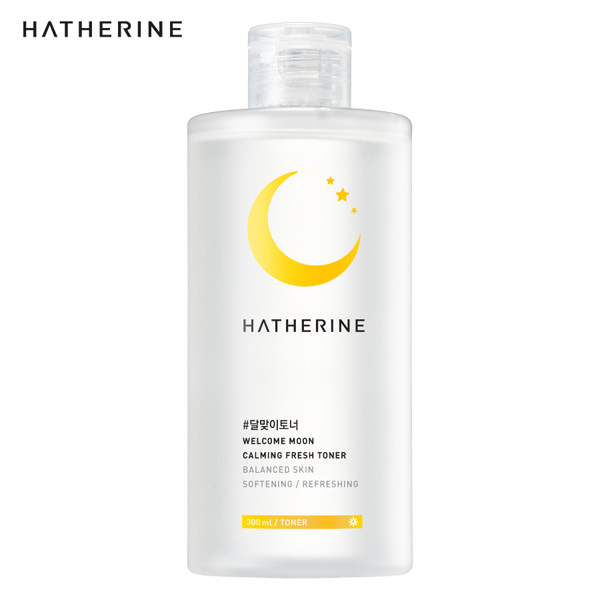 HATHERINE
HATHERINE
#달맞이토너
WELCOME MOON
CALMING FRESH TONER
BALANCED SKIN
SOFTENING / REFRESHING
300 ml / TONER